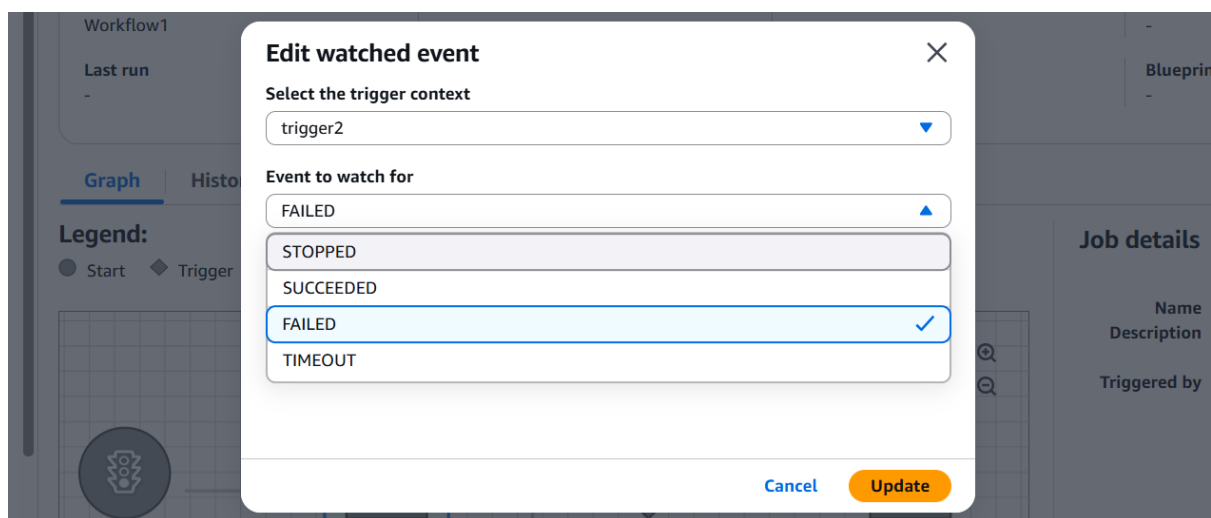 Workflow1
-
Edit watched event
Last run
Blueprin
-
-
Select the trigger context
trigger2
Graph
Histo
Event to watch for
FAILED
Legend:
STOPPED
Job details
Start
Trigger
SUCCEEDED
Name
FAILED
Description
TIMEOUT
Triggered by
Cancel
Update